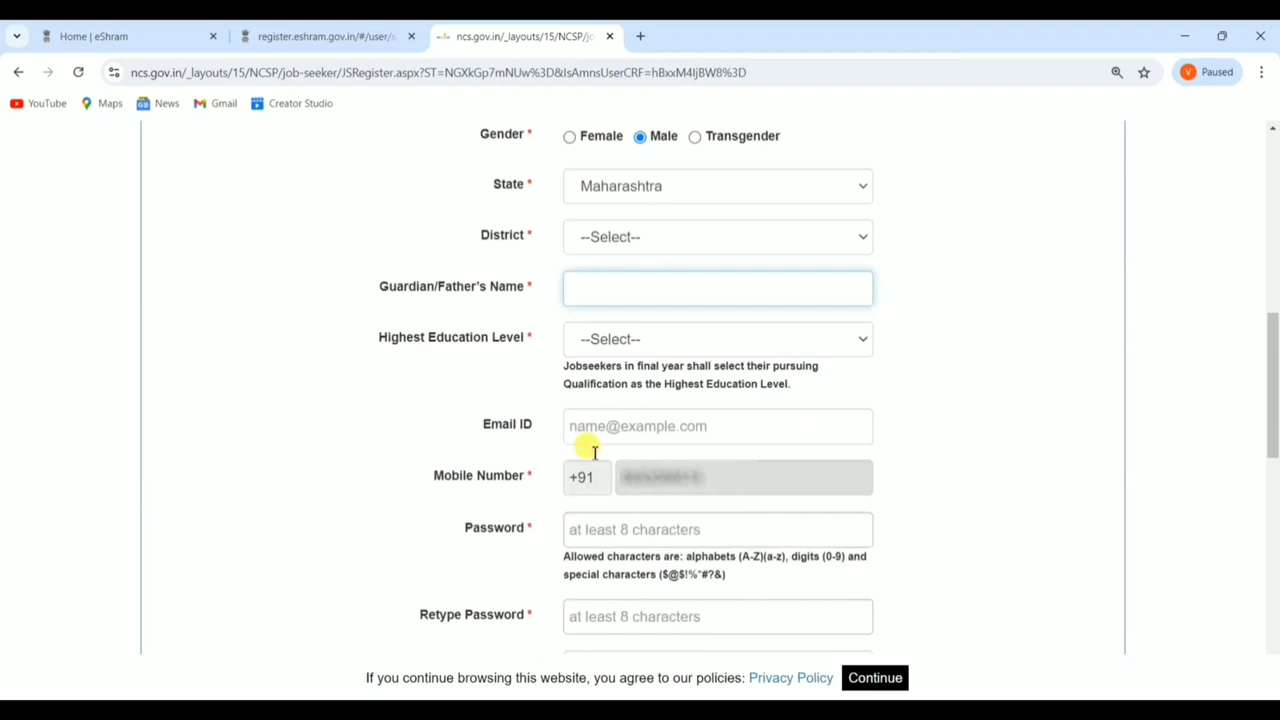 Home | eShram
register.eshram.gov.in/#/user/s
ncs.gov.in/_layouts/15/NCSP/jo
ncs.gov.in/_layouts/15/NCSP/job-seeker/JSRegister.aspx?ST=NGXkGp7mNUw%3D&IsAmnsUserCRF=hBxxM4IjBW8%3D
V Paused
YouTube Maps News Gmail Creator Studio
Gender * Female Male Transgender
State * Maharashtra
District * --Select--
Guardian/Father's Name *
Highest Education Level * --Select--
Jobseekers in final year shall select their pursuing
Qualification as the Highest Education Level.
Email ID name@example.com
Mobile Number * +91
Password * at least 8 characters
Allowed characters are: alphabets (A-Z)(a-z), digits (0-9) and
special characters ($@$!%*#?&)
Retype Password * at least 8 characters
If you continue browsing this website, you agree to our policies: Privacy Policy Continue